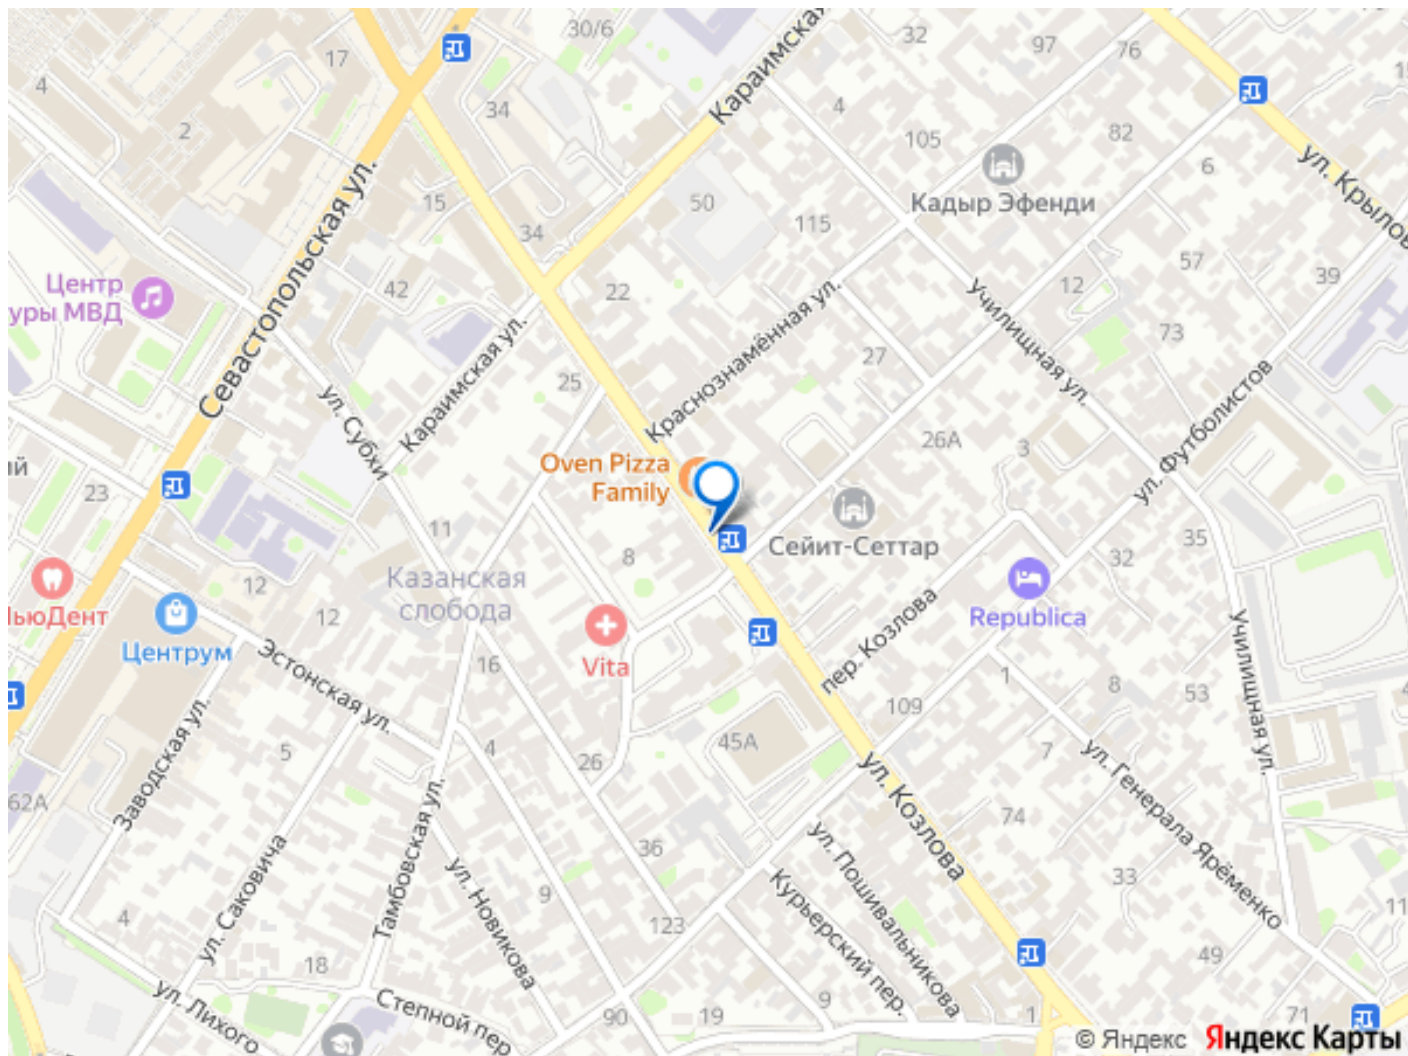 30/6
32
97
76
17
4
34
4
2
105
82
6
Караимская
Кадыр Эфенди
ул. Крылов
15
50
34
115
57
39
12
Центр
уры МВД
42
22
Севастопольская ул.
Училищная ул.
73
27
25
Краснознамённая ул.
Караимская ул.
ул. Субхи
26А
3
ул. Футболистов
ий
23
Oven Pizza
Family
11
8
Сейит-Сеттар
35
32
12
12
Казанская
слобода
ьюДент
Центрум
Republica
Vita
пер. Козлова
Эстонская ул.
16
1
8
53
109
Училищная ул.
Заводская ул.
5
4
45А
7
26
62А
ул. Козлова
ул. Генерала Ярёменко
Тамбовская ул.
36
74
ул. Саковича
ул. Новикова
9
ул. Пошивальникова
33
Курьерский пер.
4
123
11
49
18
ул. Лихого
Степной пер
90
19
9
1
71
© Яндекс
Яндекс Карты